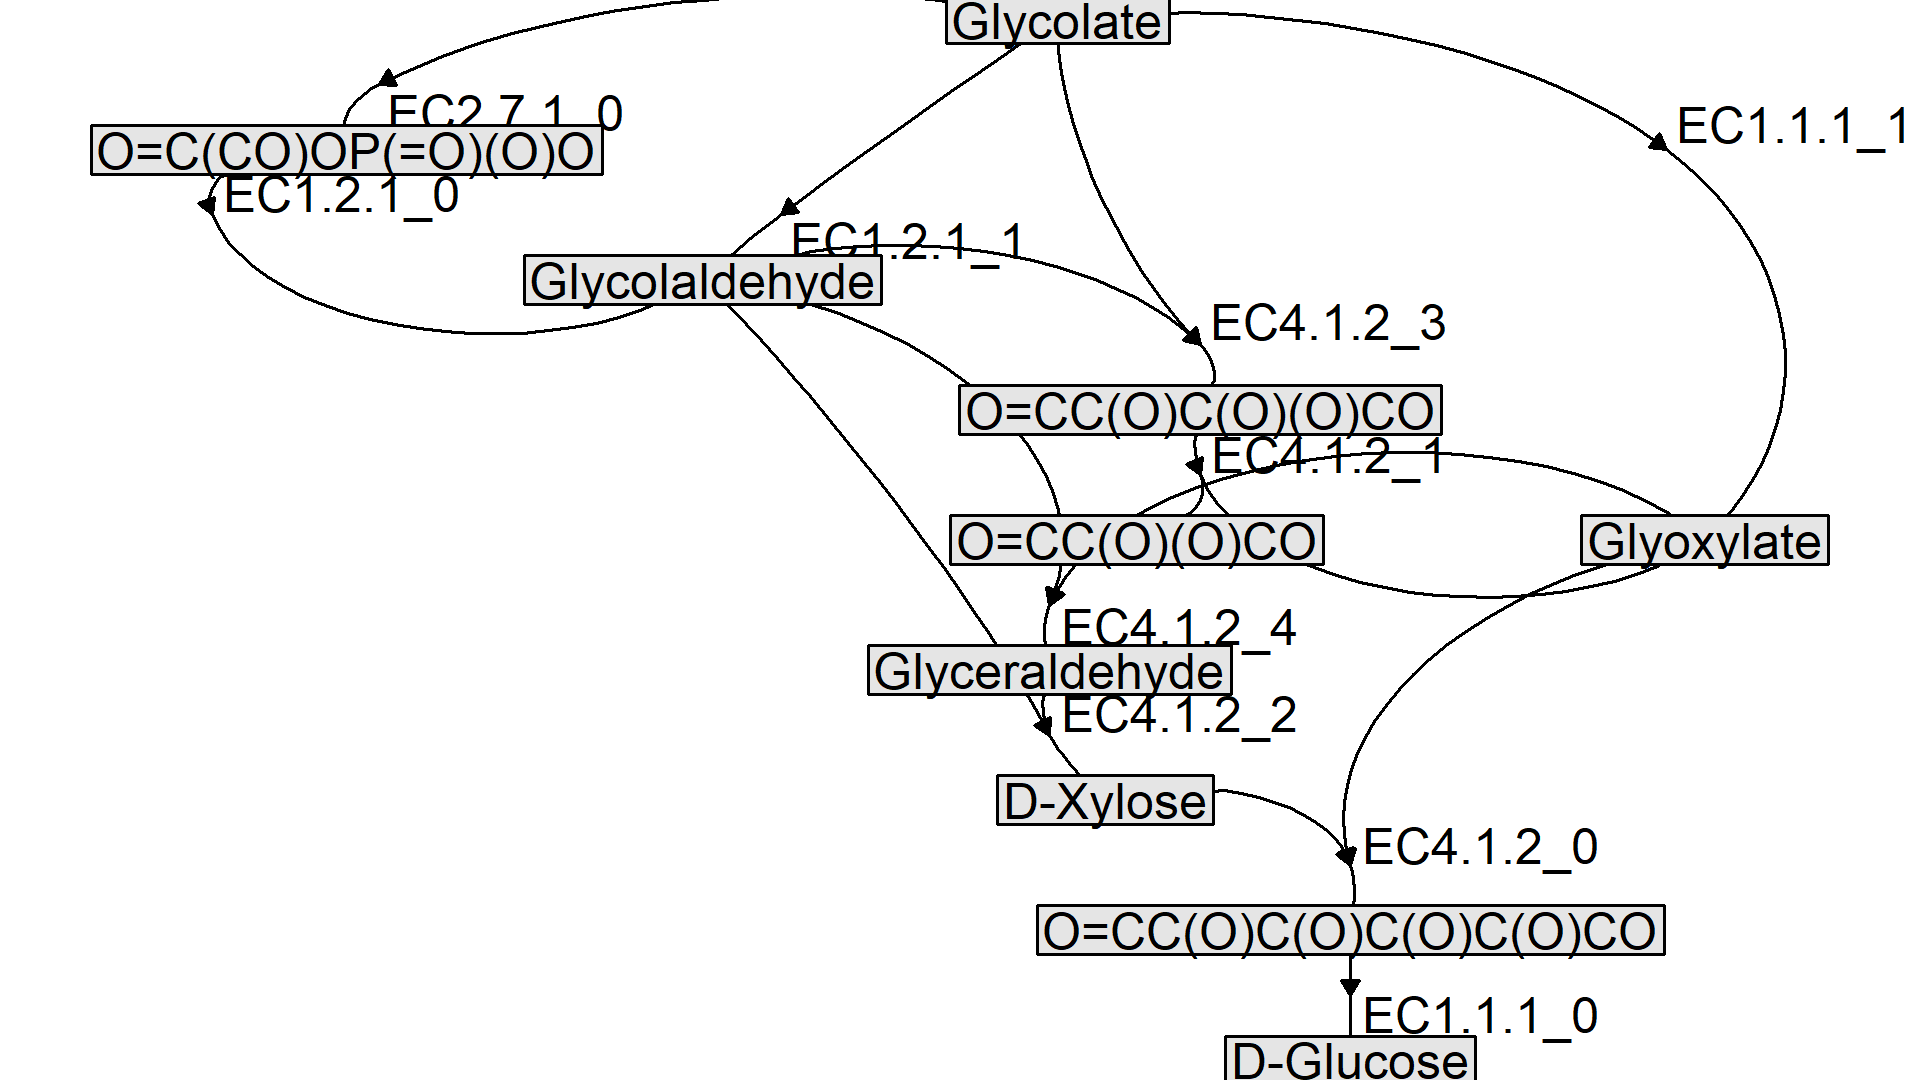 Glycolate
EC2.7.1_0
EC1.1.1_1
O=C(CO)OP(=O)(O)O
EC1.2.1_0
EC1.2.1_1
Glycolaldehyde
EC4.1.2_3
O=CC(O)C(O)(O)CO
EC4.1.2_1
O=CC(O)(O)CO
Glyoxylate
EC4.1.2_4
Glyceraldehyde
EC4.1.2_2
D-Xylose
EC4.1.2_0
O=CC(O)C(O)C(O)C(O)CO
EC1.1.1_0
D-Glucose